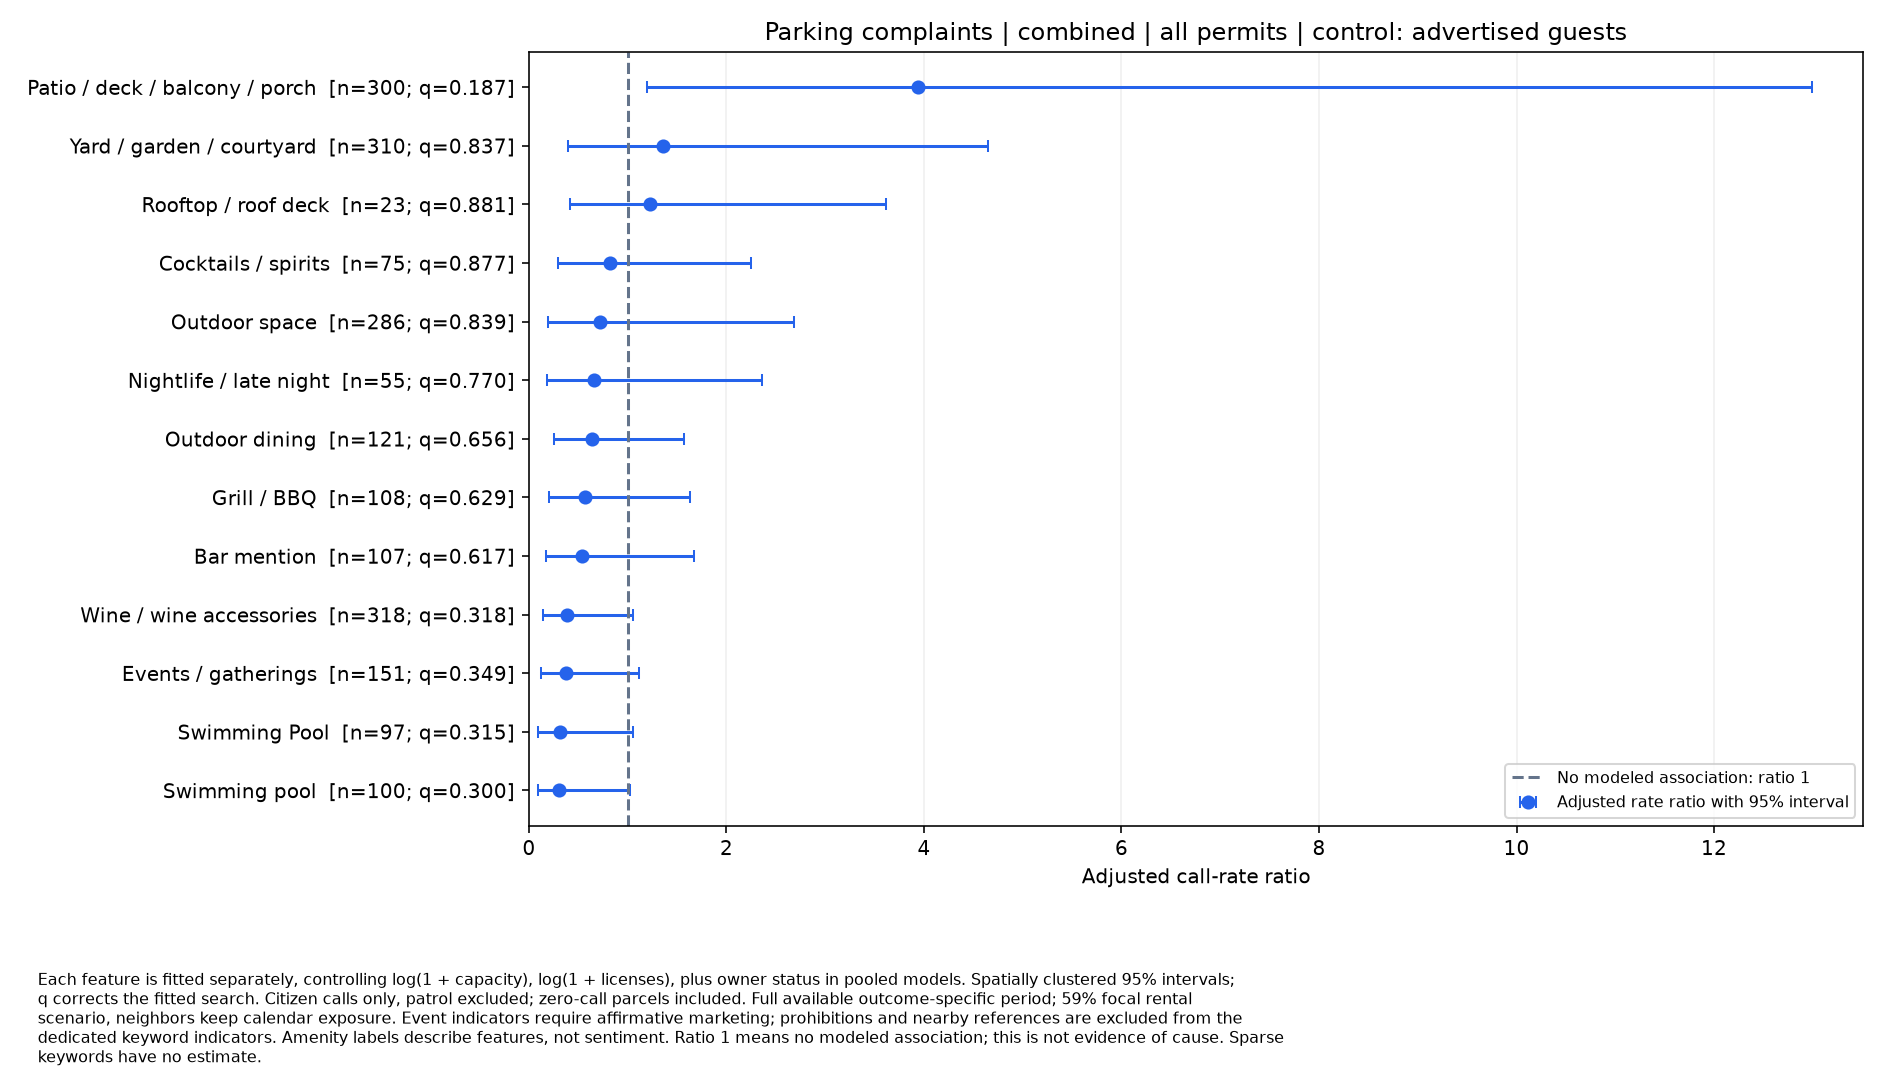 Parking complaints | combined | all permits | control: advertised guests
Patio / deck / balcony / porch [n=300; q=0.187]
Yard / garden / courtyard [n=310; q=0.837]
Rooftop / roof deck [n=23; q=0.881]
Cocktails / spirits [n=75; q=0.877]
Outdoor space [n=286; q=0.839]
Nightlife / late night [n=55; q=0.770]
Outdoor dining [n=121; q=0.656]
Grill / BBQ [n=108; q=0.629]
Bar mention [n=107; q=0.617]
Wine / wine accessories [n=318; q=0.318]
Events / gatherings [n=151; q=0.349]
Swimming Pool [n=97; q=0.315]
Swimming pool [n=100; q=0.300]
No modeled association: ratio 1
Adjusted rate ratio with 95% interval
0 2 4 6 8 10 12
Adjusted call-rate ratio
Each feature is fitted separately, controlling log(1 + capacity), log(1 + licenses), plus owner status in pooled models. Spatially clustered 95% intervals;
q corrects the fitted search. Citizen calls only, patrol excluded; zero-call parcels included. Full available outcome-specific period; 59% focal rental
scenario, neighbors keep calendar exposure. Event indicators require affirmative marketing; prohibitions and nearby references are excluded from the
dedicated keyword indicators. Amenity labels describe features, not sentiment. Ratio 1 means no modeled association; this is not evidence of cause. Sparse
keywords have no estimate.